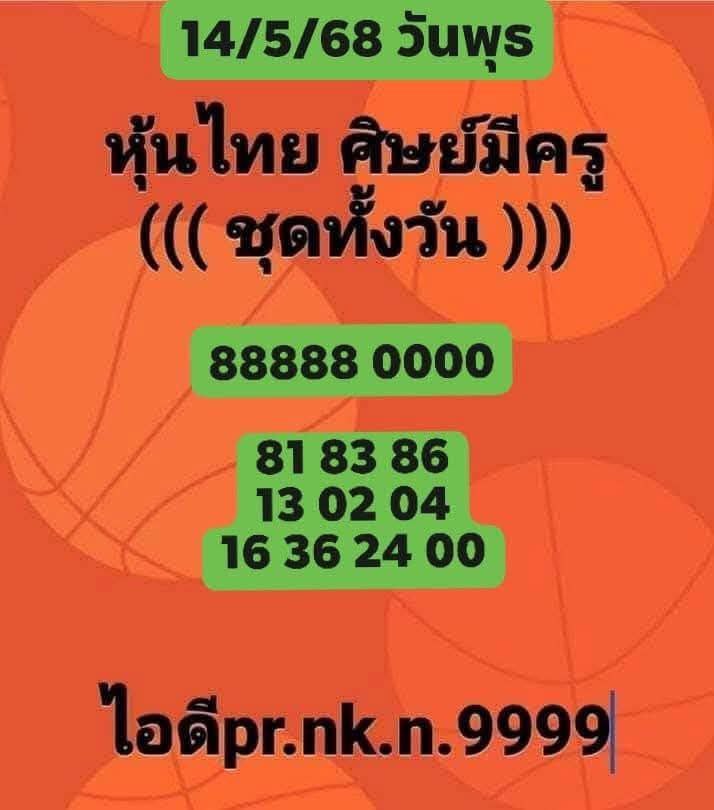 14/5/68 วันพุธ
หุ้นไทย ศิษย์มีครู
((( ชุดทั้งวัน )))
88888 0000
81 83 86
13 02 04
16 36 24 00
ไอดีpr.nk.n.9999